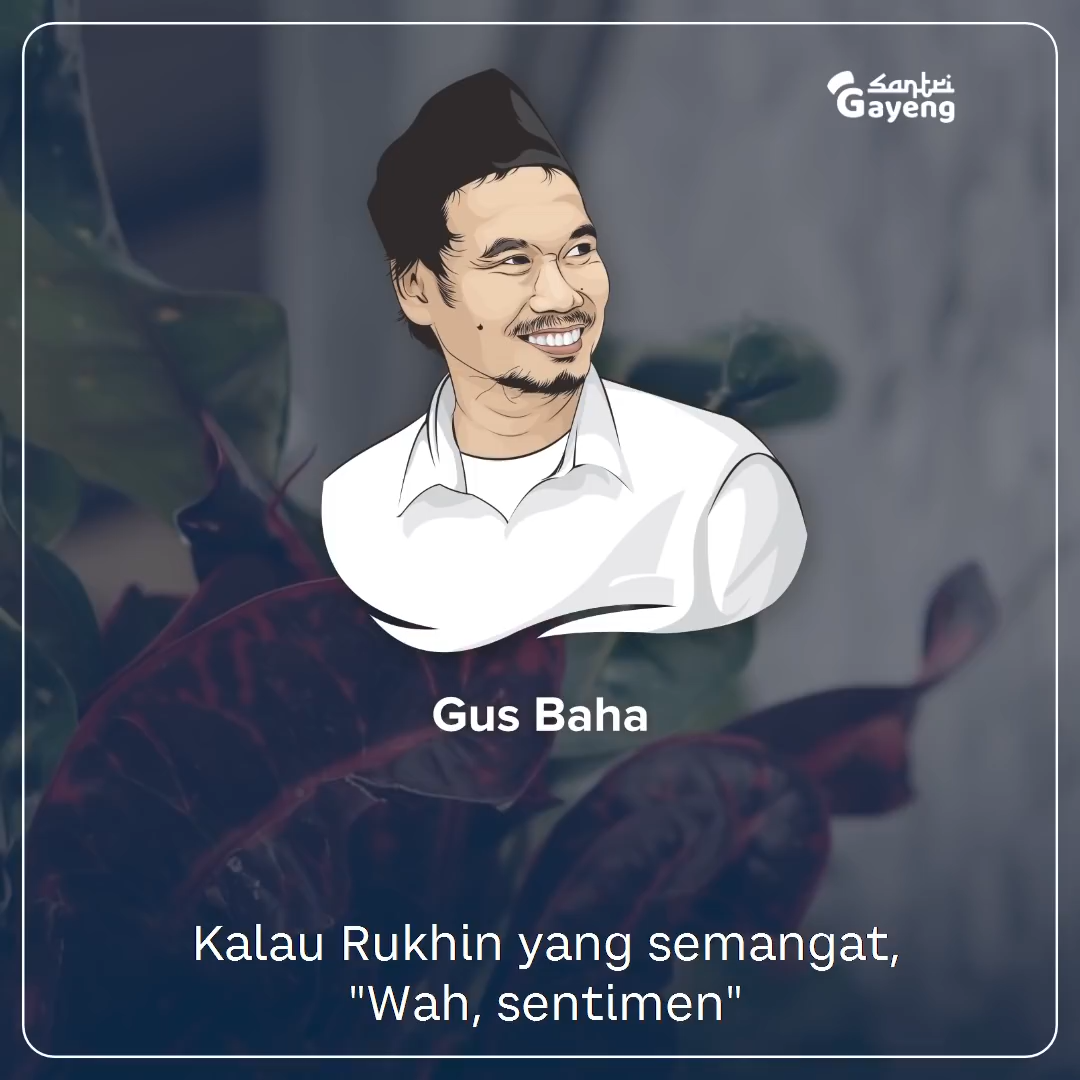 Santri
Gayeng
Gus Baha
Kalau Rukhin yang semangat,
"Wah, sentimen"